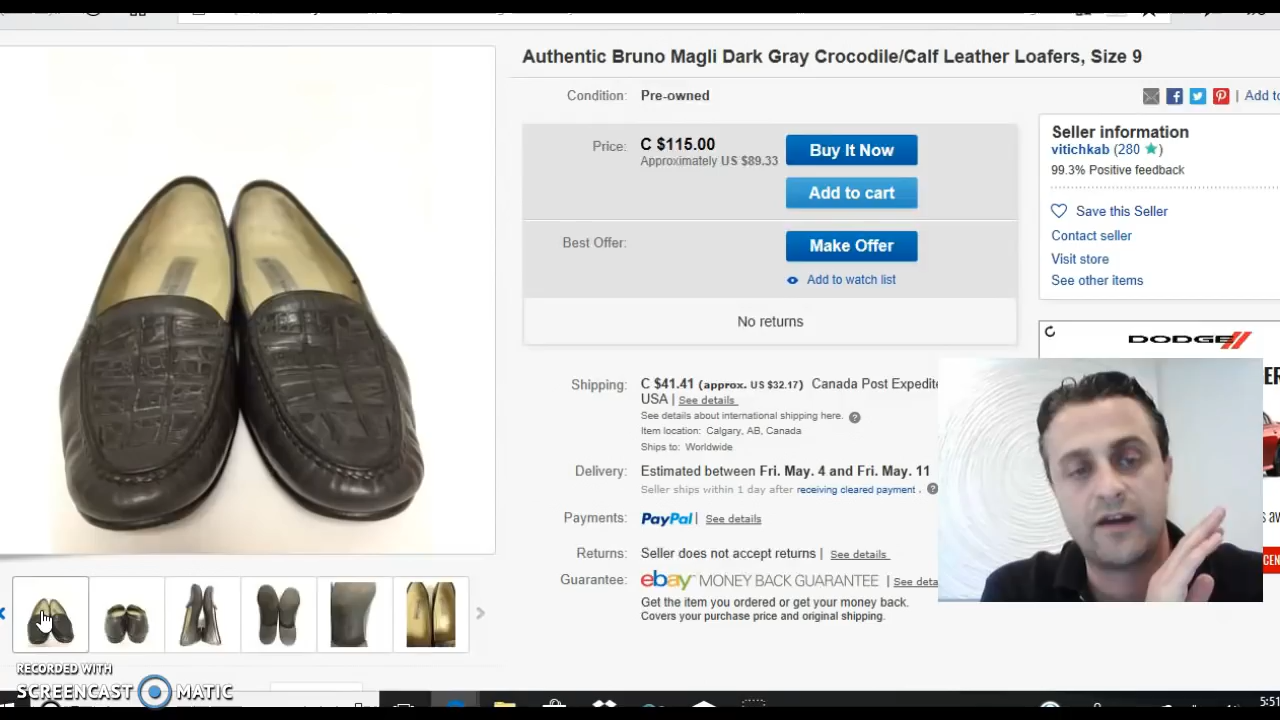 Authentic Bruno Magli Dark Gray Crocodile/Calf Leather Loafers, Size 9
Condition: Pre-owned
Add to
Price: C $115.00
Approximately US $89.33
Buy It Now
Add to cart
Best Offer:
Make Offer
Add to watch list
No returns
Seller information
vitichkab (280)
99.3% Positive feedback
Save this Seller
Contact seller
Visit store
See other items
DODGE
Shipping: C $41.41 (approx. US $32.17) Canada Post Expedite
USA | See details
See details about international shipping here.
Item location: Calgary, AB, Canada
Ships to: Worldwide
Delivery: Estimated between Fri. May. 4 and Fri. May. 11
Seller ships within 1 day after receiving cleared payment.
Payments: PayPal | See details
Returns: Seller does not accept returns | See details
Guarantee: ebay MONEY BACK GUARANTEE | See deta
Get the item you ordered or get your money back.
Covers your purchase price and original shipping.
RECORDED WITH
SCREENCAST MATIC
5:51